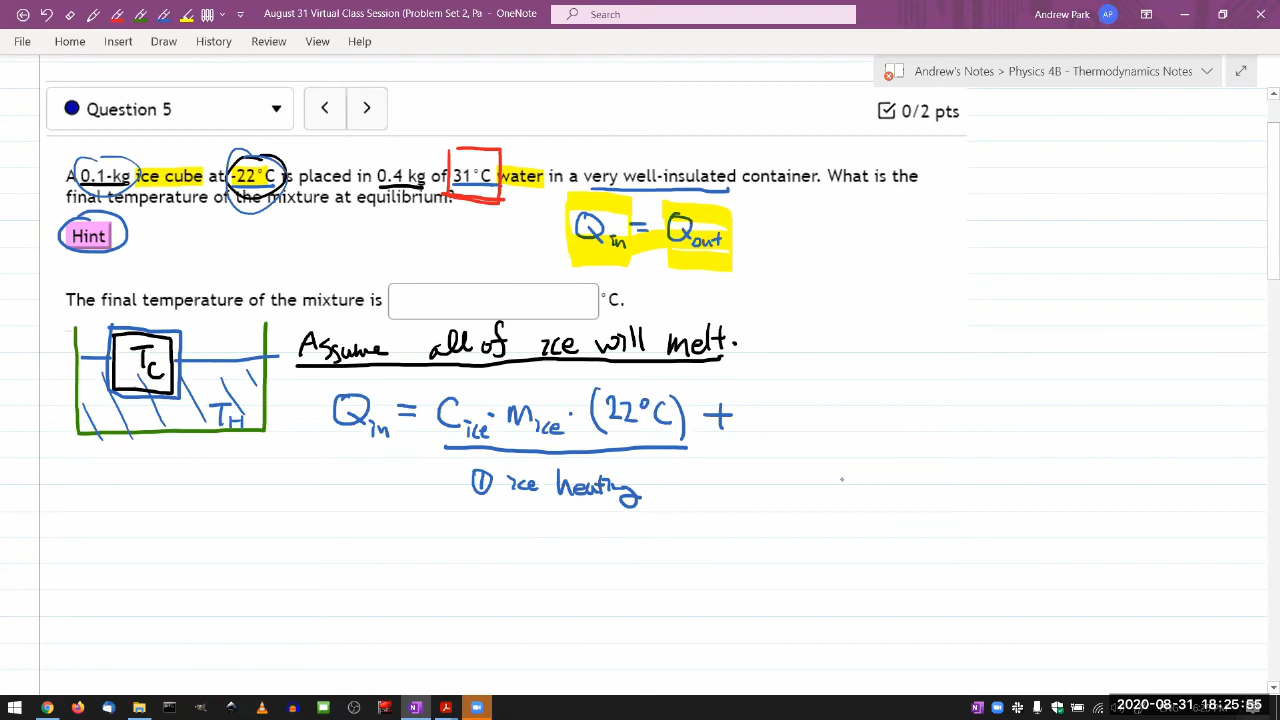 August 31 Virtual Class Session (Problem Set 2, Pa - OneNote
Search
Andrew Park
AP
File Home Insert Draw History Review View Help
Andrew's Notes > Physics 4B - Thermodynamics Notes
Question 5
0/2 pts
A 0.1-kg ice cube at -22°C is placed in 0.4 kg of 31°C water in a very well-insulated container. What is the
final temperature of the mixture at equilibrium?
Q in = Q out
Hint
The final temperature of the mixture is °C.
Assume all of ice will melt.
T C
T H
Q in = C ice · m ice · (22°C) +
① ice heating
2020-08-31 18:25:55